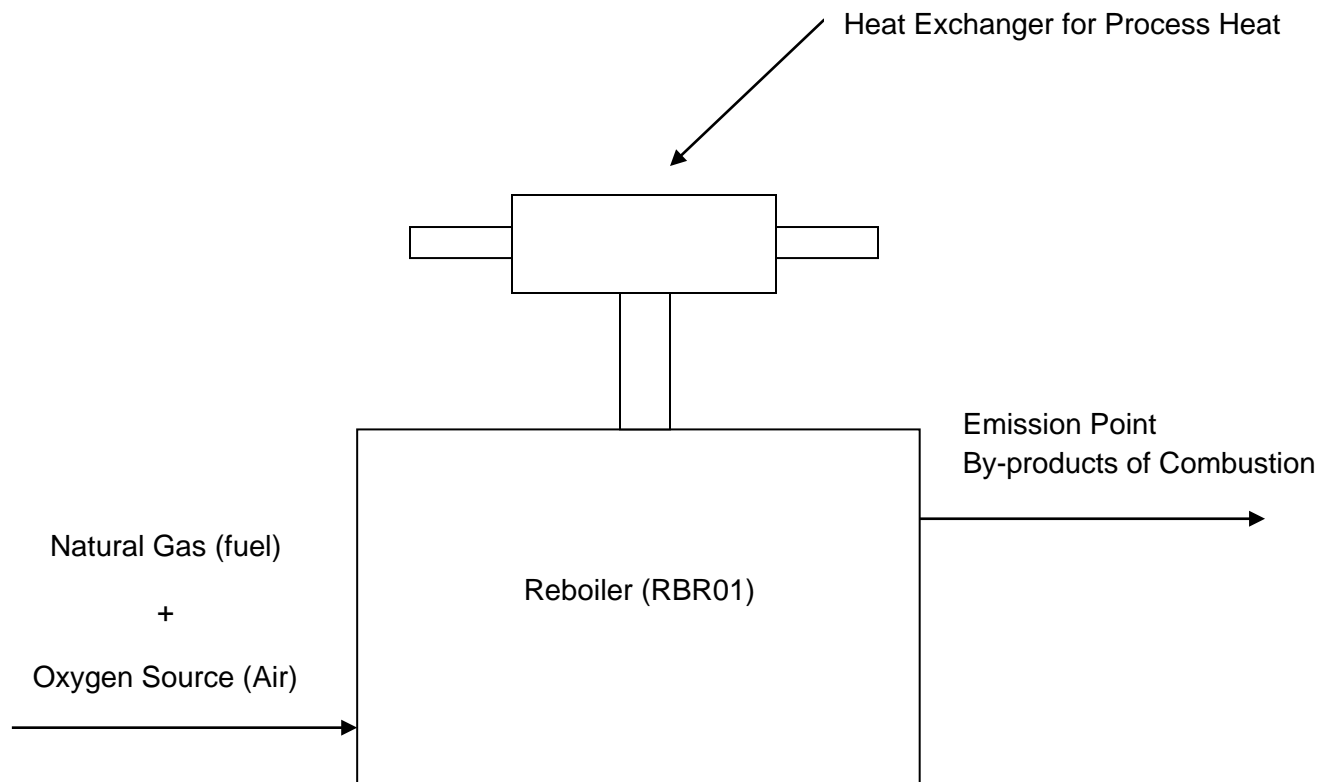 Heat Exchanger for Process Heat
Emission Point
By-products of Combustion
Natural Gas (fuel)
+
Oxygen Source (Air)
Reboiler (RBR01)